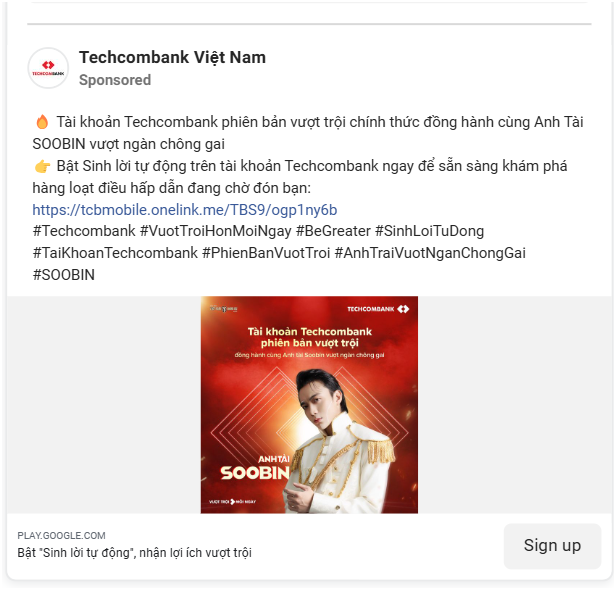 TECHCOMBANK
Techcombank Việt Nam
Sponsored
🔥 Tài khoản Techcombank phiên bản vượt trội chính thức đồng hành cùng Anh Tài
SOOBIN vượt ngàn chông gai
👉 Bật Sinh lời tự động trên tài khoản Techcombank ngay để sẵn sàng khám phá
hàng loạt điều hấp dẫn đang chờ đón bạn:
https://tcbmobile.onelink.me/TBS9/ogp1ny6b
#Techcombank #VuotTroiHonMoiNgay #BeGreater #SinhLoiTuDong
#TaiKhoanTechcombank #PhienBanVuotTroi #AnhTraiVuotNganChongGai
#SOOBIN
TECHCOMBANK
Tài khoản Techcombank
phiên bản vượt trội
đồng hành cùng Anh tài Soobin vượt ngàn chông gai
ANH TÀI
SOOBIN
VƯỢT TRỘI MỖI NGÀY
PLAY.GOOGLE.COM
Bật "Sinh lời tự động", nhận lợi ích vượt trội
Sign up